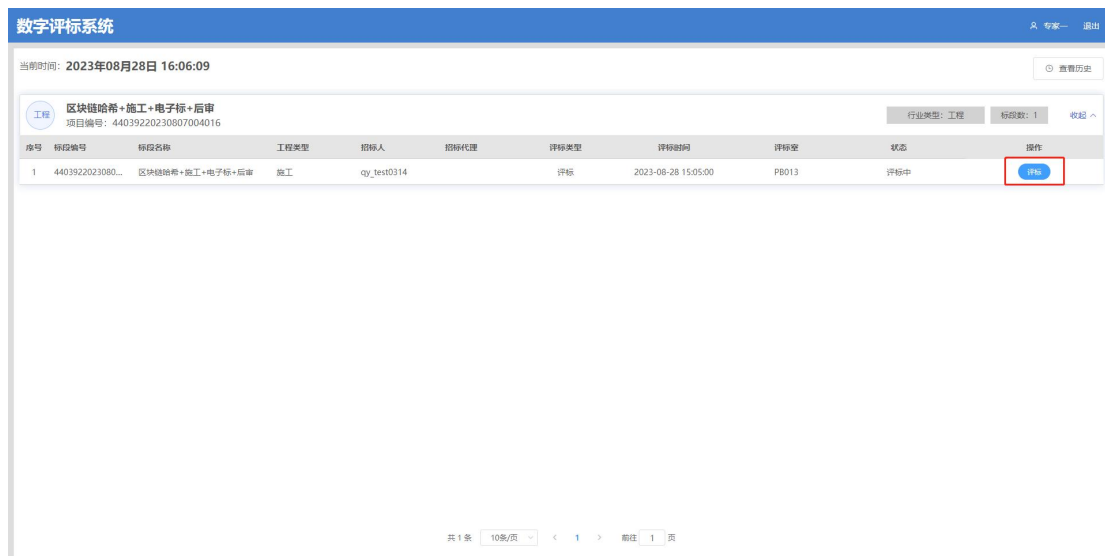 数字评标系统
专家一 退出
当前时间: 2023年08月28日 16:06:09
查看历史
工程
区块链哈希+施工+电子标+后审
项目编号: 44039220230807004016
行业类型: 工程 标段数: 1 收起
序号 标段编号 标段名称 工程类型 招标人 招标代理 评标类型 评标时间 评标室 状态 操作
1 4403922023080... 区块链哈希+施工+电子标+后审 施工 qy_test0314 评标 2023-08-28 15:05:00 PB013 评标中 评标
共 1 条 10条/页 < 1 > 前往 1 页